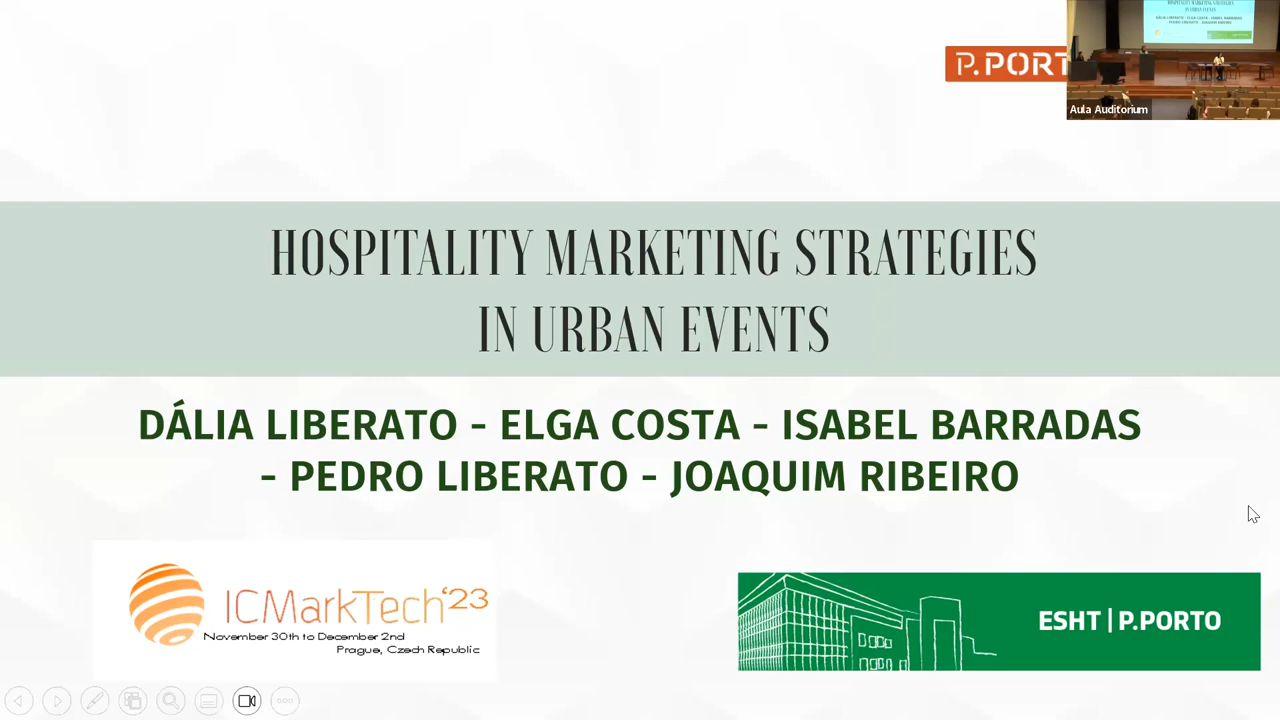 P.PORT
Aula Auditorium
HOSPITALITY MARKETING STRATEGIES
IN URBAN EVENTS
DÁLIA LIBERATO - ELGA COSTA - ISABEL BARRADAS
- PEDRO LIBERATO - JOAQUIM RIBEIRO
ICMarkTech'23
November 30th to December 2nd
Prague, Czech Republic
ESHT | P.PORTO